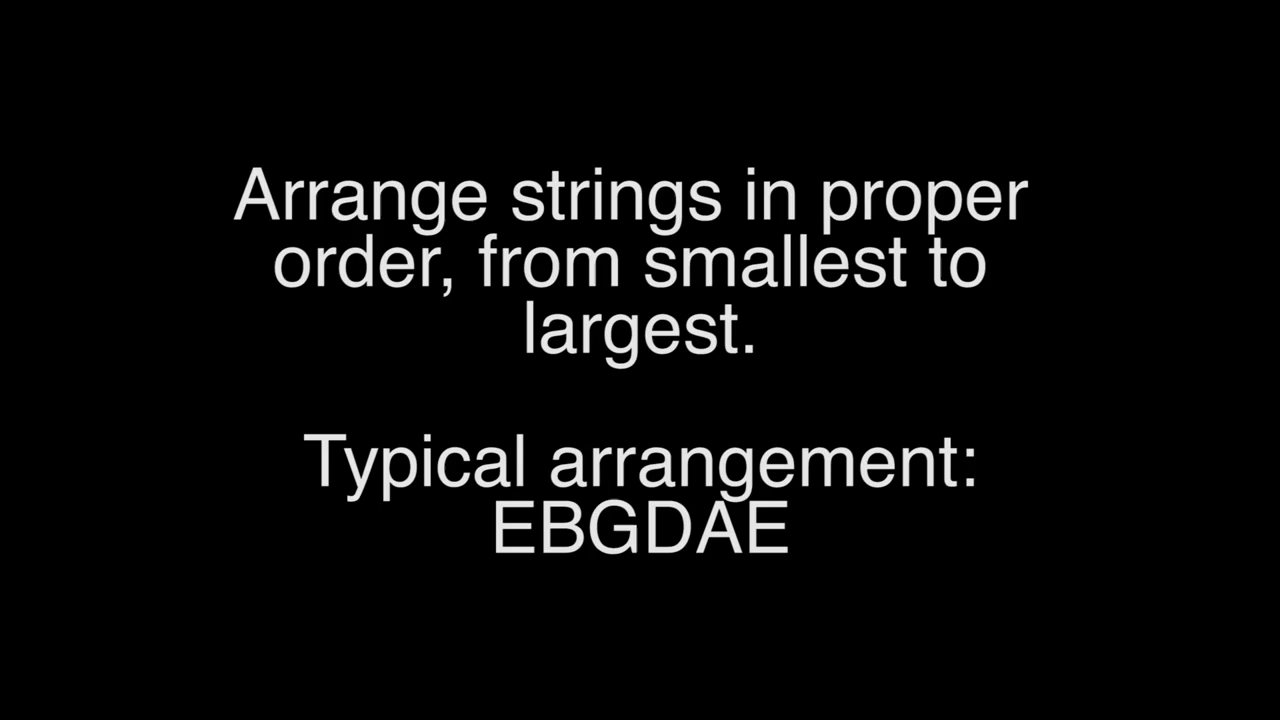 Arrange strings in proper
order, from smallest to
largest.
Typical arrangement:
EBGDAE